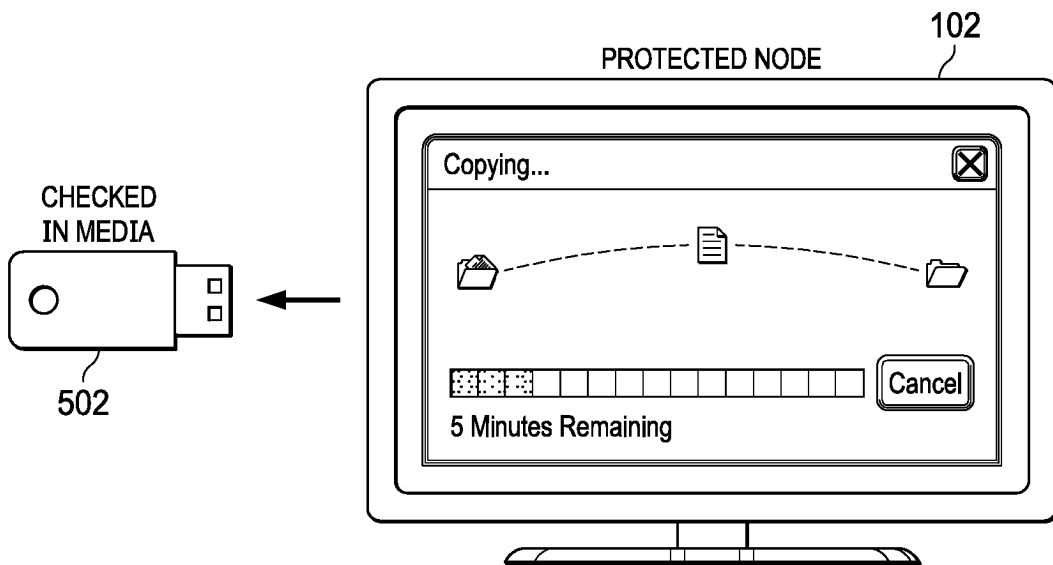 102
PROTECTED NODE
Copying...
CHECKED
IN MEDIA
502
Cancel
5 Minutes Remaining